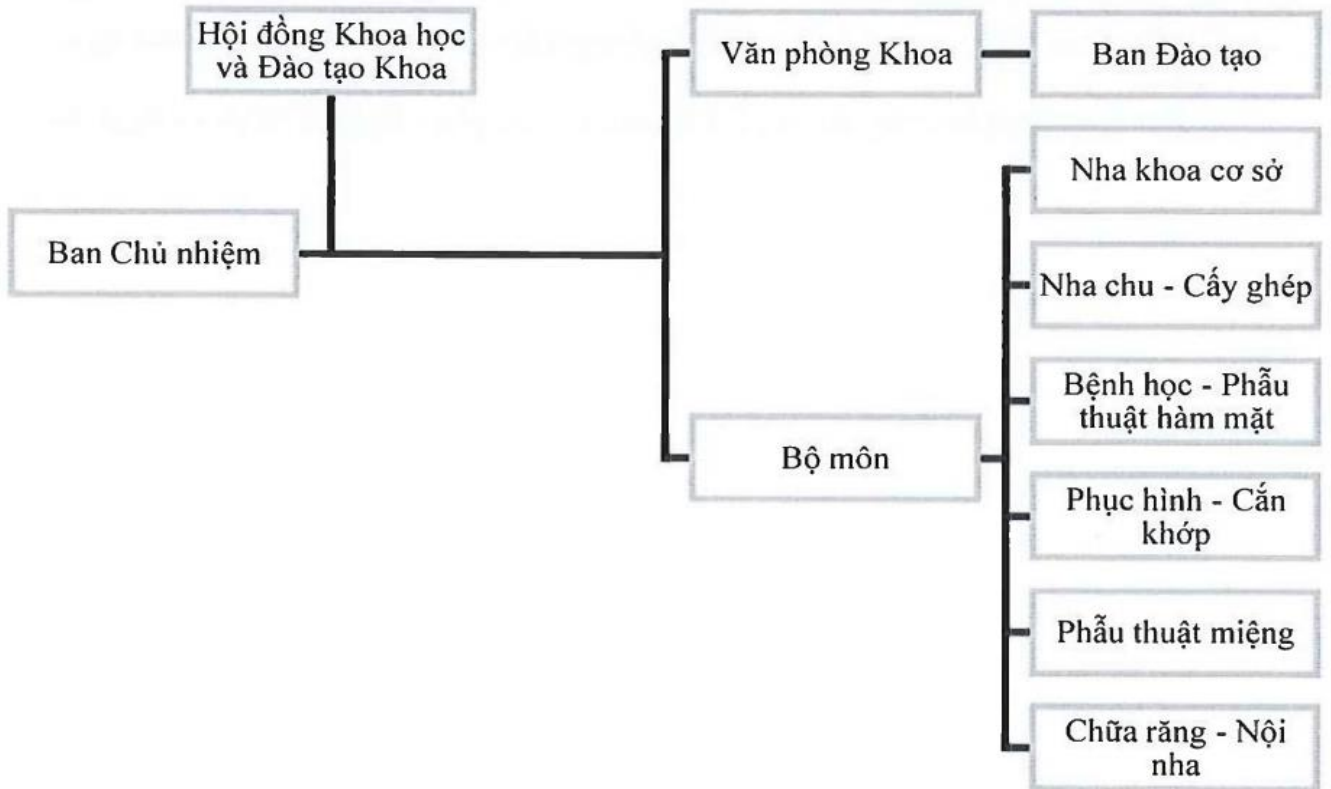 Hội đồng Khoa học
và Đào tạo Khoa
Văn phòng Khoa
Ban Đào tạo
Nha khoa cơ sở
Ban Chủ nhiệm
Nha chu - Cấy ghép
Bệnh học - Phẫu
thuật hàm mặt
Bộ môn
Phục hình - Cắn
khớp
Phẫu thuật miệng
Chữa răng - Nội
nha